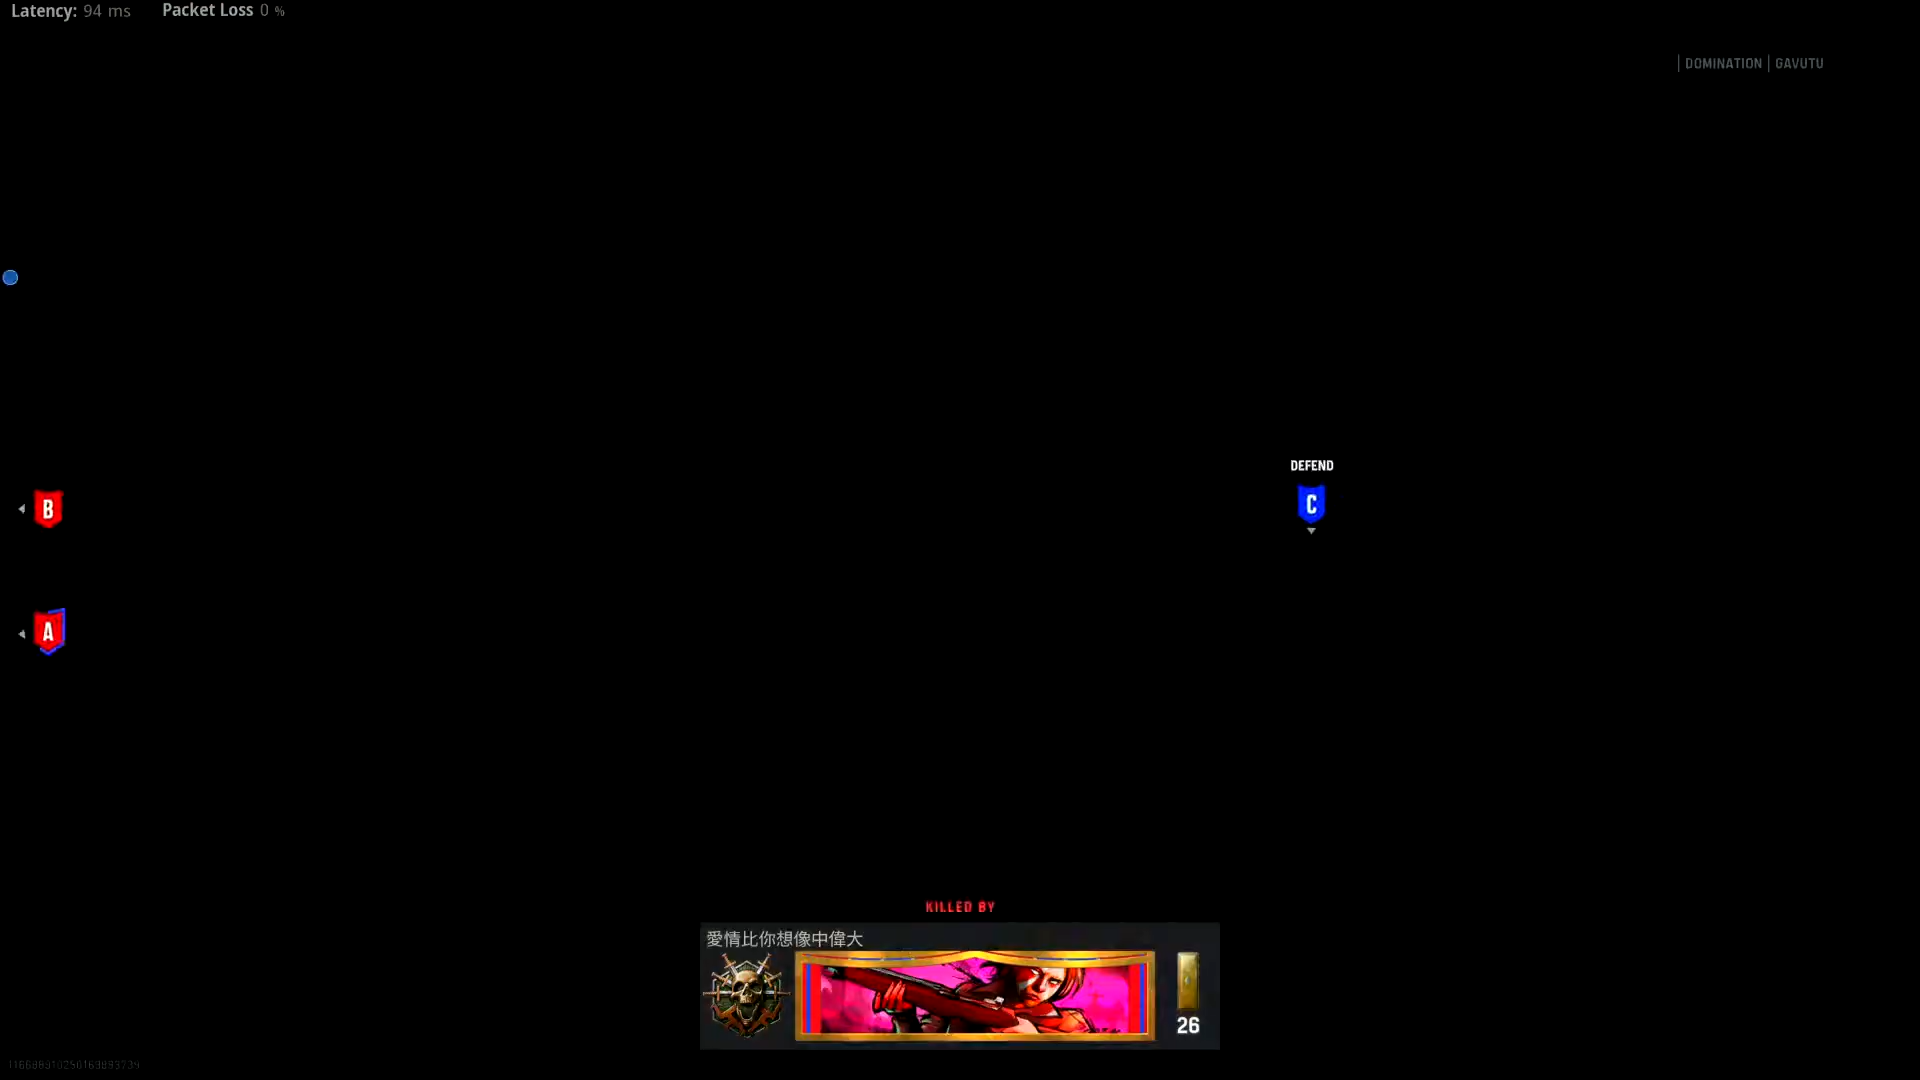 Latency: 94 ms Packet Loss 0 %
| DOMINATION | GAVUTU
DEFEND
B
C
A
KILLED BY
愛情比你想像中偉大
26